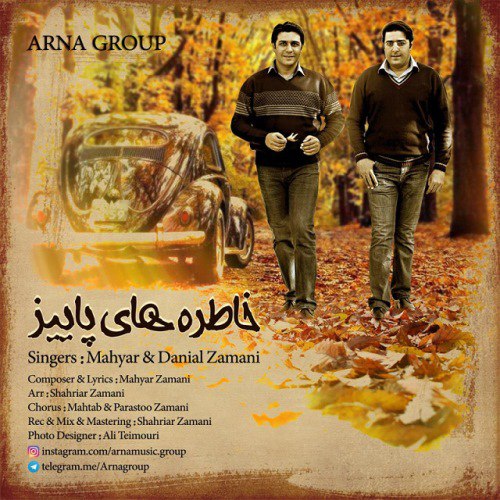 ARNA GROUP
خاطره های پاییز
Singers : Mahyar & Danial Zamani
Composer & Lyrics : Mahyar Zamani
Arr : Shahriar Zamani
Chorus : Mahtab & Parastoo Zamani
Rec & Mix & Mastering : Shahriar Zamani
Photo Designer : Ali Teimouri
instagram.com/arnamusic.group
telegram.me/Arnagroup